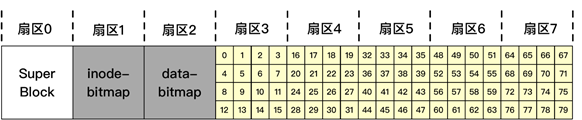 扇区0 扇区1 扇区2 扇区3 扇区4 扇区5 扇区6 扇区7
0 1 2 3 16 17 18 19 32 33 34 35 48 49 50 51 64 65 66 67
Super inode- data- 4 5 6 7 20 21 22 23 36 37 38 39 52 53 54 55 68 69 70 71
Block bitmap bitmap 8 9 10 11 24 25 26 27 40 41 42 43 56 57 58 59 72 73 74 75
12 13 14 15 28 29 30 31 44 45 46 47 60 61 62 63 76 77 78 79